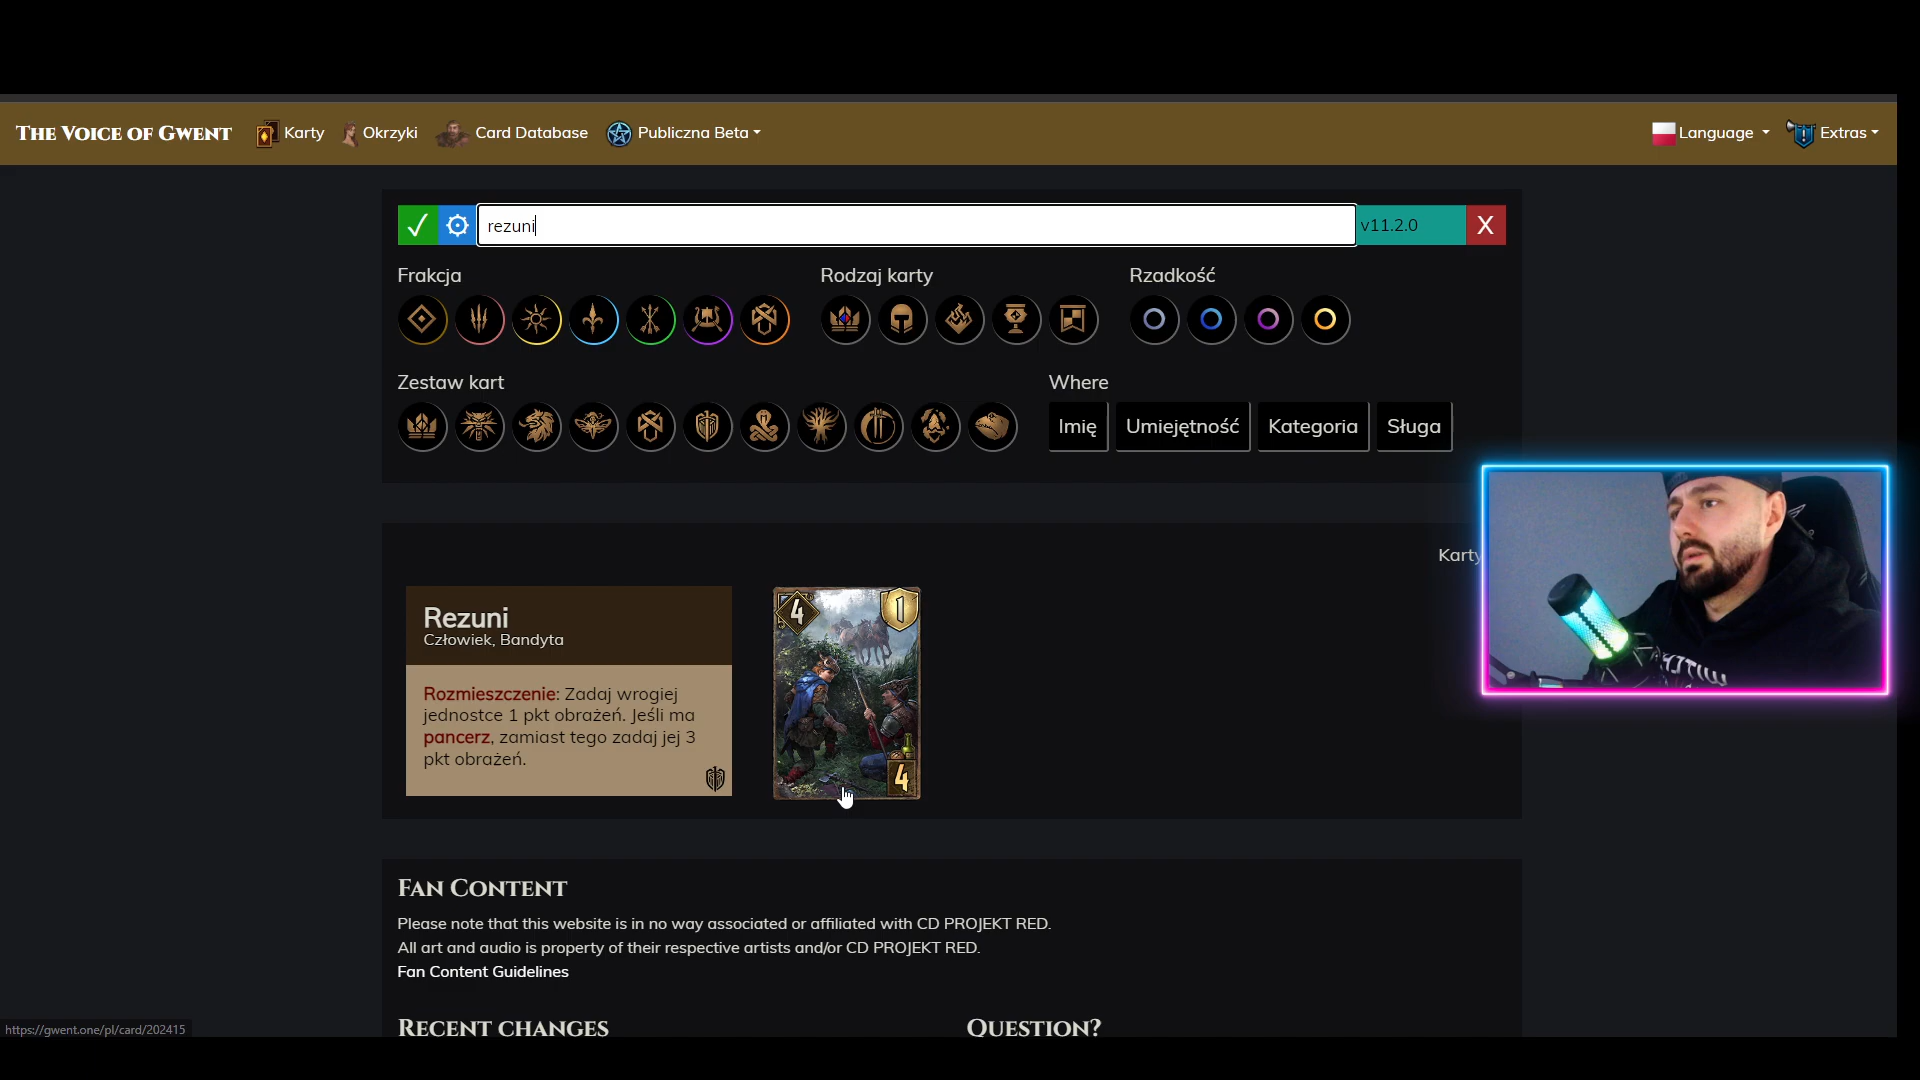 The Voice of Gwent
Karty
Okrzyki
Card Database
Publiczna Beta
Language
Extras
rezuni
v11.2.0
X
Frakcja
Rodzaj karty
Rzadkość
Zestaw kart
Where
Imię
Umiejętność
Kategoria
Sługa
Karty
Rezuni
Człowiek, Bandyta
Rozmieszczenie: Zadaj wrogiej
jednostce 1 pkt obrażeń. Jeśli ma
pancerz, zamiast tego zadaj jej 3
pkt obrażeń.
4
1
4
Fan Content
Please note that this website is in no way associated or affiliated with CD PROJEKT RED.
All art and audio is property of their respective artists and/or CD PROJEKT RED.
Fan Content Guidelines
Recent changes
Question?
https://gwent.one/pl/card/202415